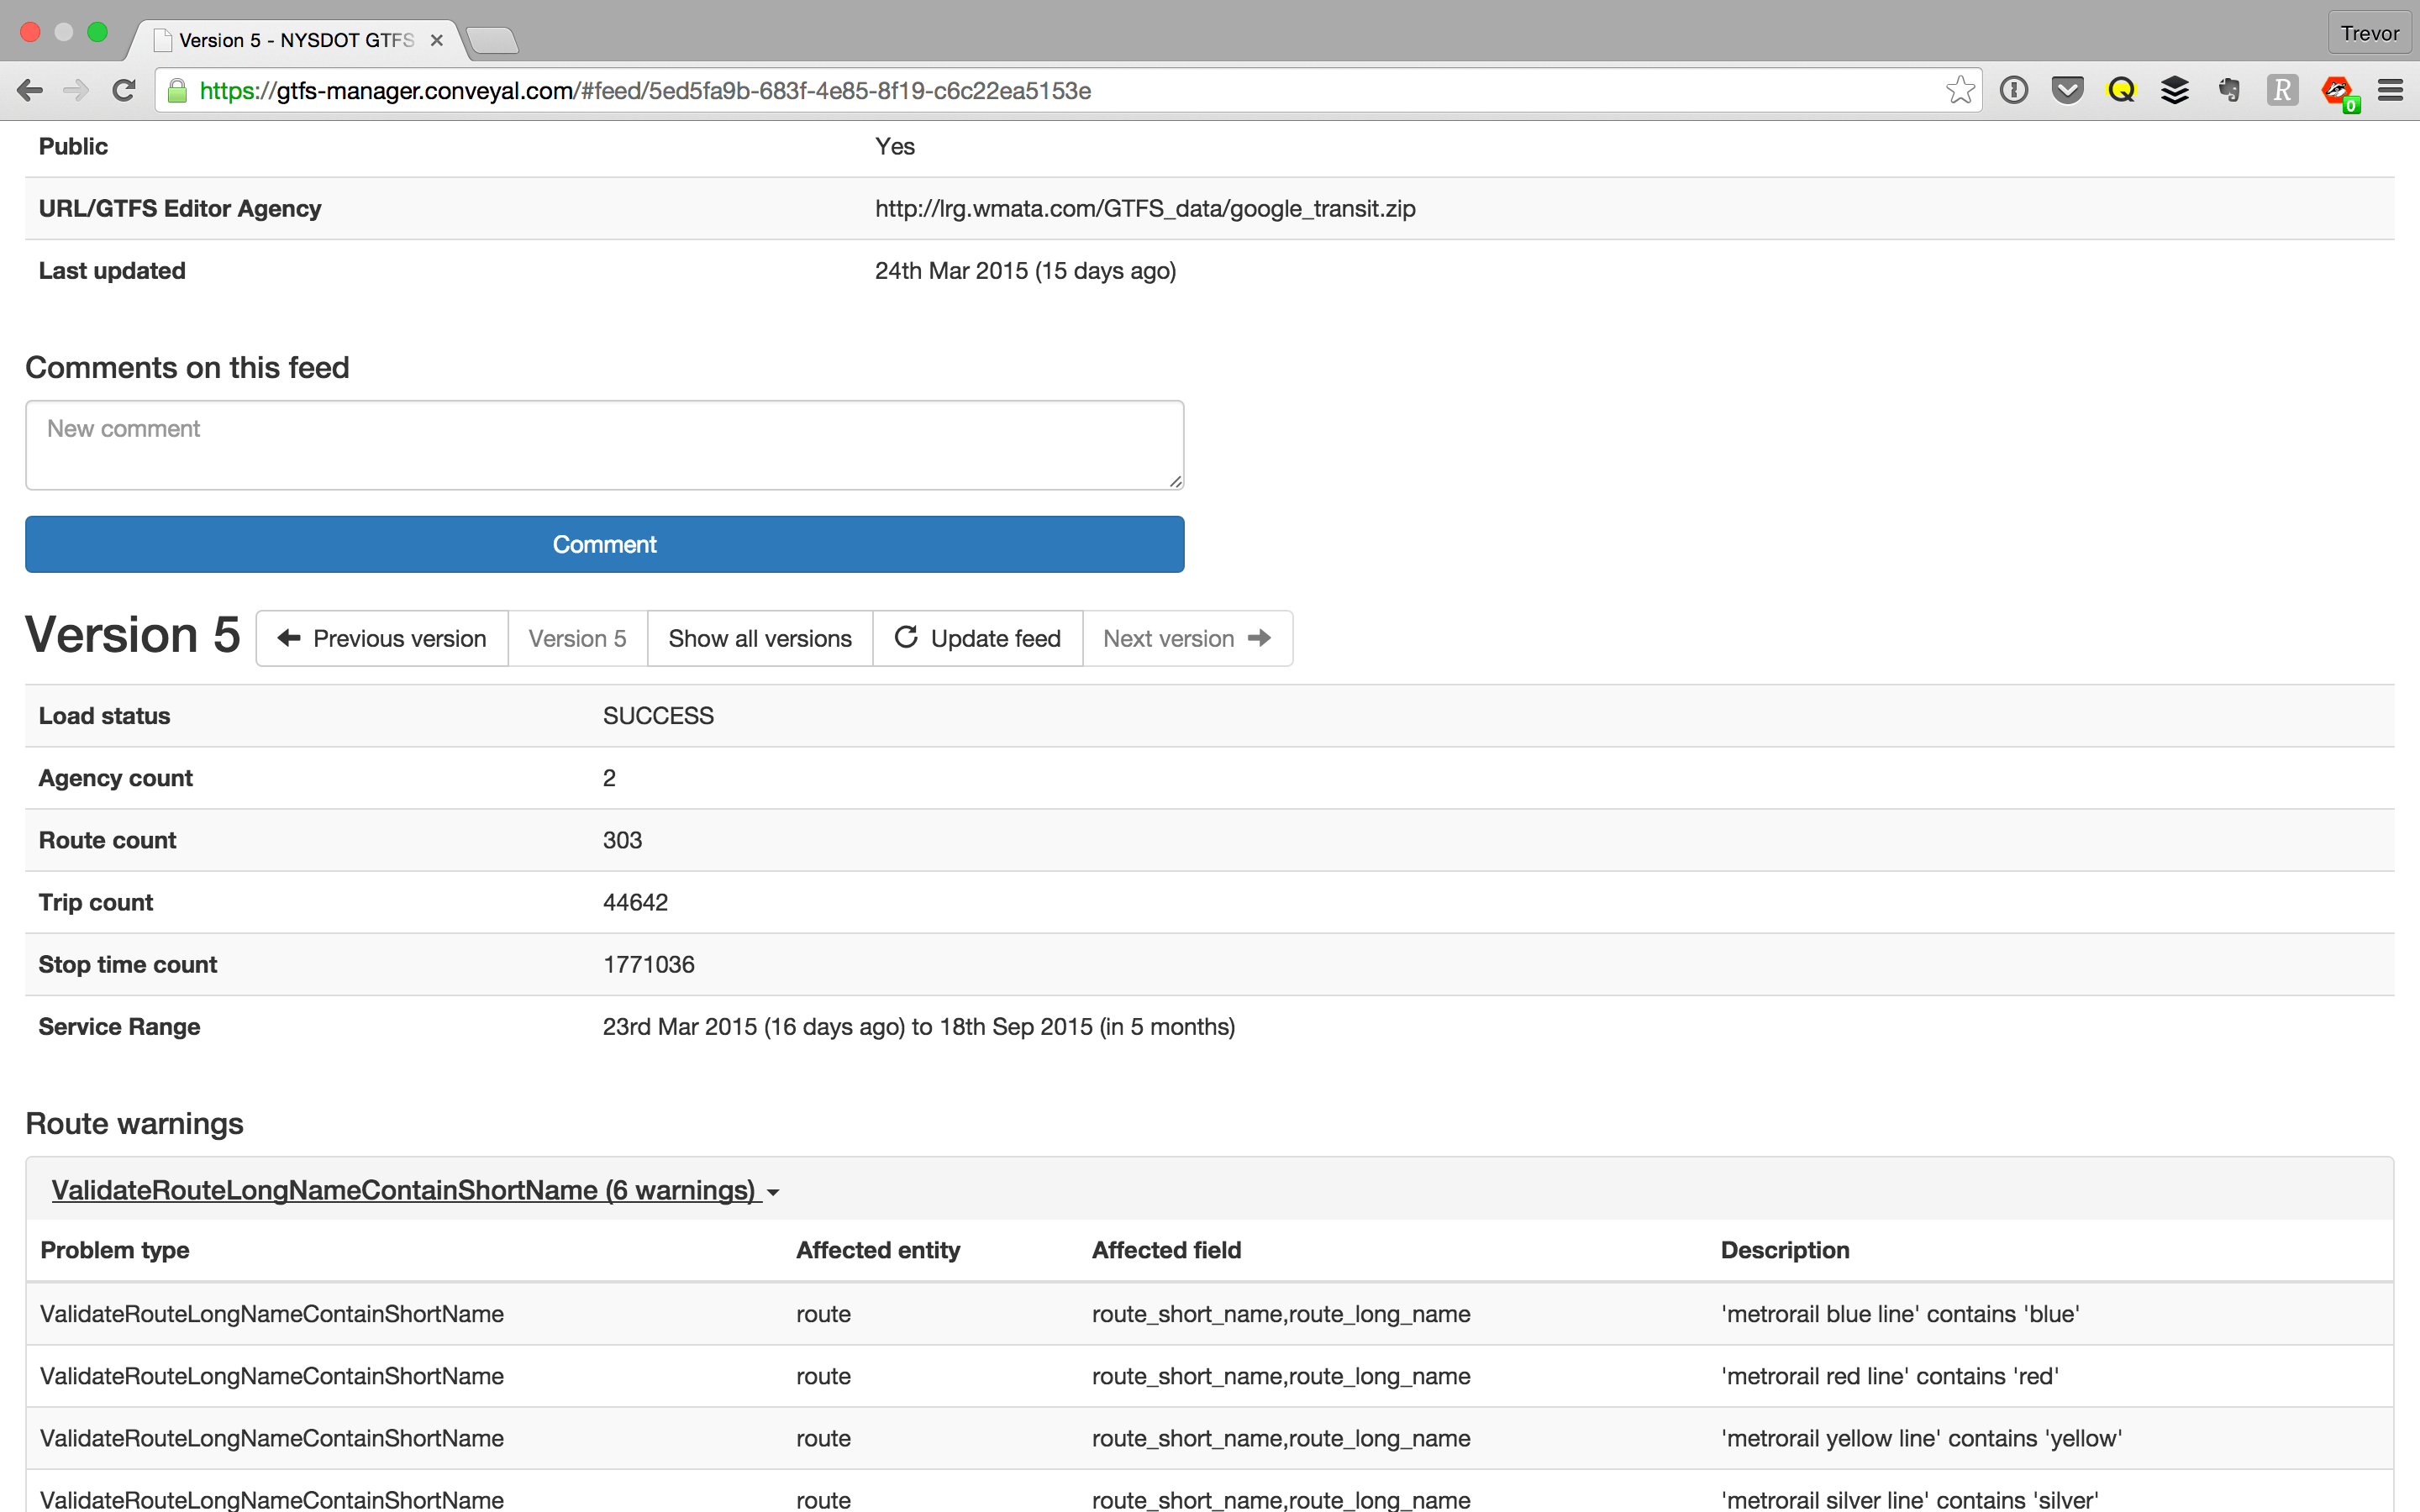 Version 5 - NYSDOT GTFS
Trevor
https://gtfs-manager.conveyal.com/#feed/5ed5fa9b-683f-4e85-8f19-c6c22ea5153e
0
Public Yes
URL/GTFS Editor Agency http://lrg.wmata.com/GTFS_data/google_transit.zip
Last updated 24th Mar 2015 (15 days ago)
Comments on this feed
New comment
Comment
Version 5 Previous version Version 5 Show all versions Update feed Next version
Load status SUCCESS
Agency count 2
Route count 303
Trip count 44642
Stop time count 1771036
Service Range 23rd Mar 2015 (16 days ago) to 18th Sep 2015 (in 5 months)
Route warnings
ValidateRouteLongNameContainShortName (6 warnings)
Problem type Affected entity Affected field Description
ValidateRouteLongNameContainShortName route route_short_name,route_long_name 'metrorail blue line' contains 'blue'
ValidateRouteLongNameContainShortName route route_short_name,route_long_name 'metrorail red line' contains 'red'
ValidateRouteLongNameContainShortName route route_short_name,route_long_name 'metrorail yellow line' contains 'yellow'
ValidateRouteLongNameContainShortName route route_short_name,route_long_name 'metrorail silver line' contains 'silver'